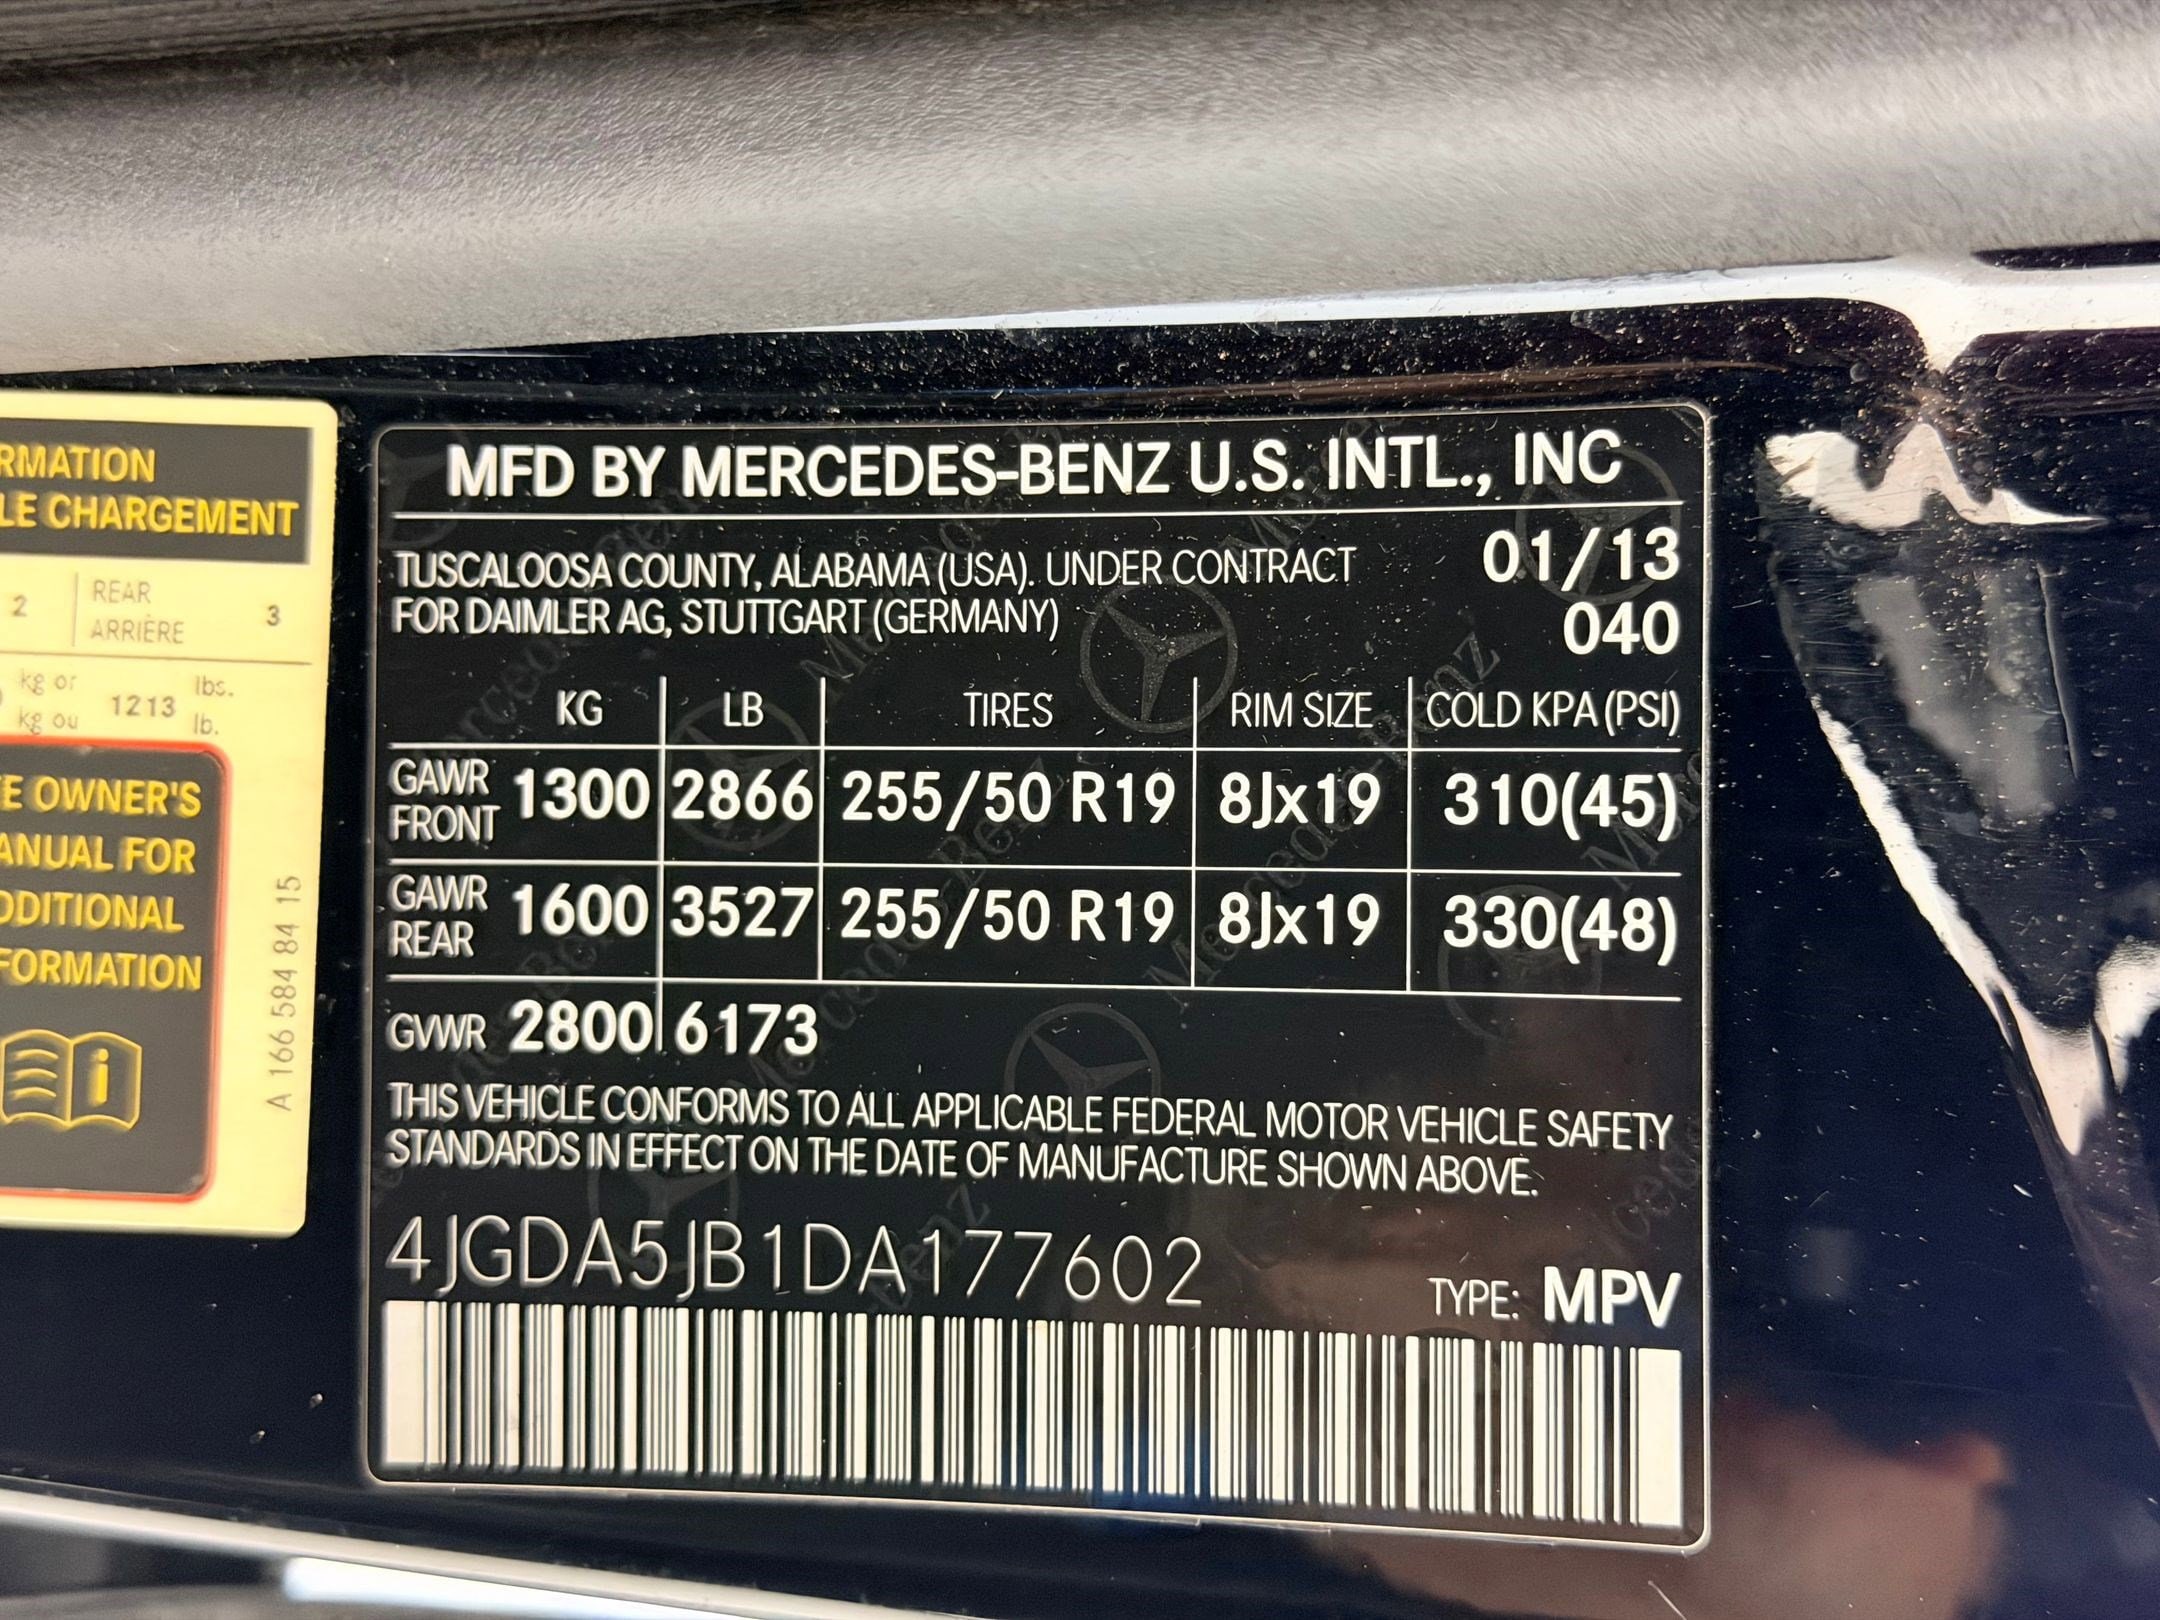 RMATION
LE CHARGEMENT
2 REAR ARRIÈRE 3
kg or
kg ou
1213
lbs.
lb.
E OWNER'S
ANUAL FOR
DDITIONAL
FORMATION
i
A 166 584 84 15
MFD BY MERCEDES-BENZ U.S. INTL., INC
TUSCALOOSA COUNTY, ALABAMA (USA). UNDER CONTRACT 01/13
FOR DAIMLER AG, STUTTGART (GERMANY) 040
KG LB TIRES RIM SIZE COLD KPA (PSI)
GAWR FRONT 1300 2866 255/50 R19 8Jx19 310(45)
GAWR REAR 1600 3527 255/50 R19 8Jx19 330(48)
GVWR 2800 6173
THIS VEHICLE CONFORMS TO ALL APPLICABLE FEDERAL MOTOR VEHICLE SAFETY
STANDARDS IN EFFECT ON THE DATE OF MANUFACTURE SHOWN ABOVE.
4JGDA5JB1DA177602
TYPE: MPV
Mercedes-Benz